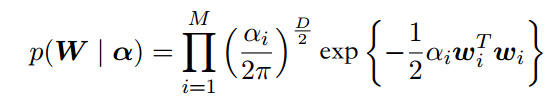 p(W | α) = ∏_{i=1}^{M} (α_i / 2π)^{D/2} exp { −(1/2) α_i w_i^T w_i }